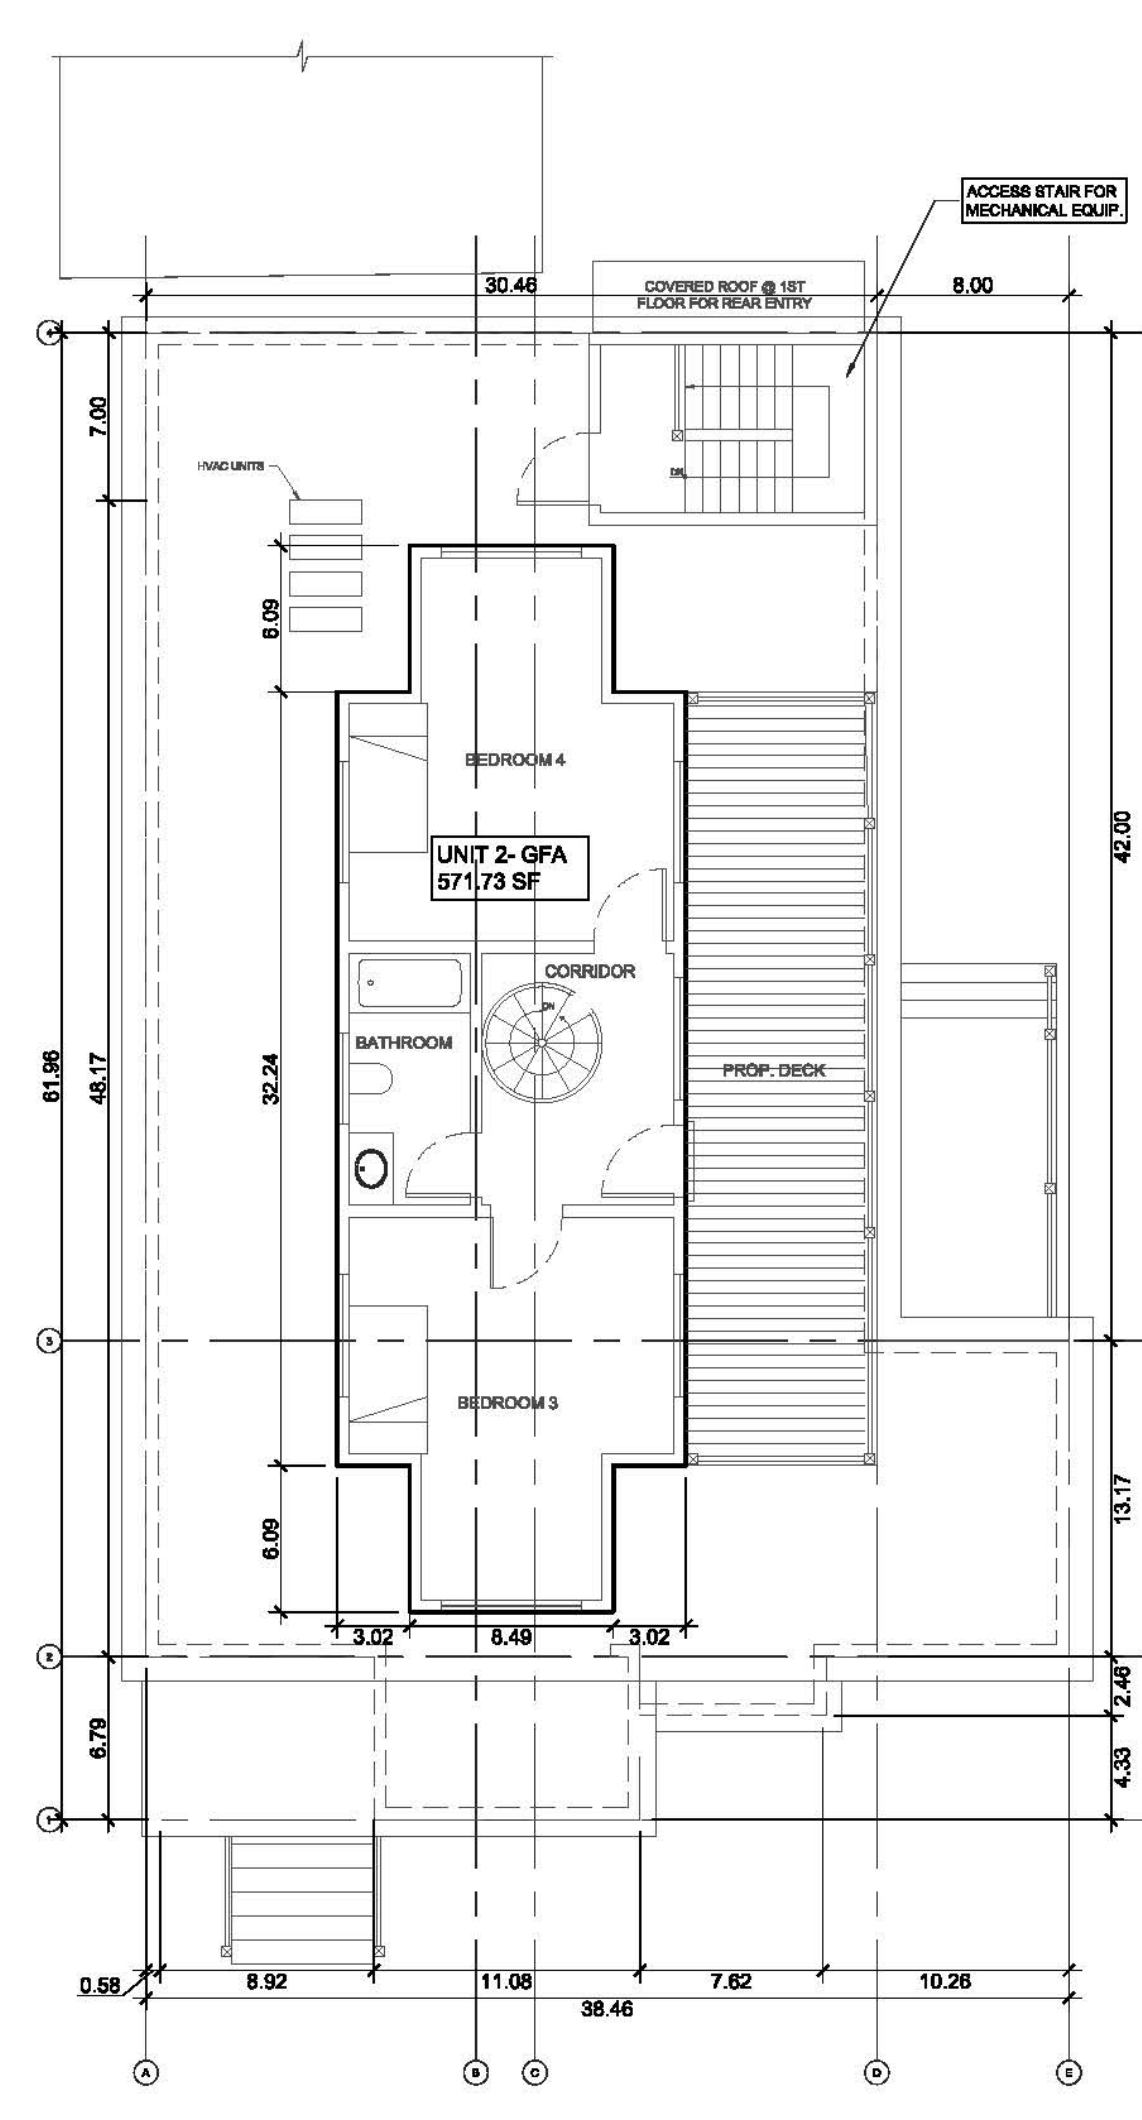 ACCESS STAIR FOR
MECHANICAL EQUIP.
30.46
8.00
COVERED ROOF @ 1ST
FLOOR FOR REAR ENTRY
4
7.00
HVAC UNITS
DN
6.09
BEDROOM 4
42.00
UNIT 2- GFA
571.73 SF
CORRIDOR
DN
BATHROOM
PROP. DECK
61.96
48.17
32.24
3
BEDROOM 3
13.17
6.09
3.02
8.49
3.02
2
2.46
6.79
4.33
1
0.58
8.92
11.08
7.62
10.26
38.46
A
B
C
D
E